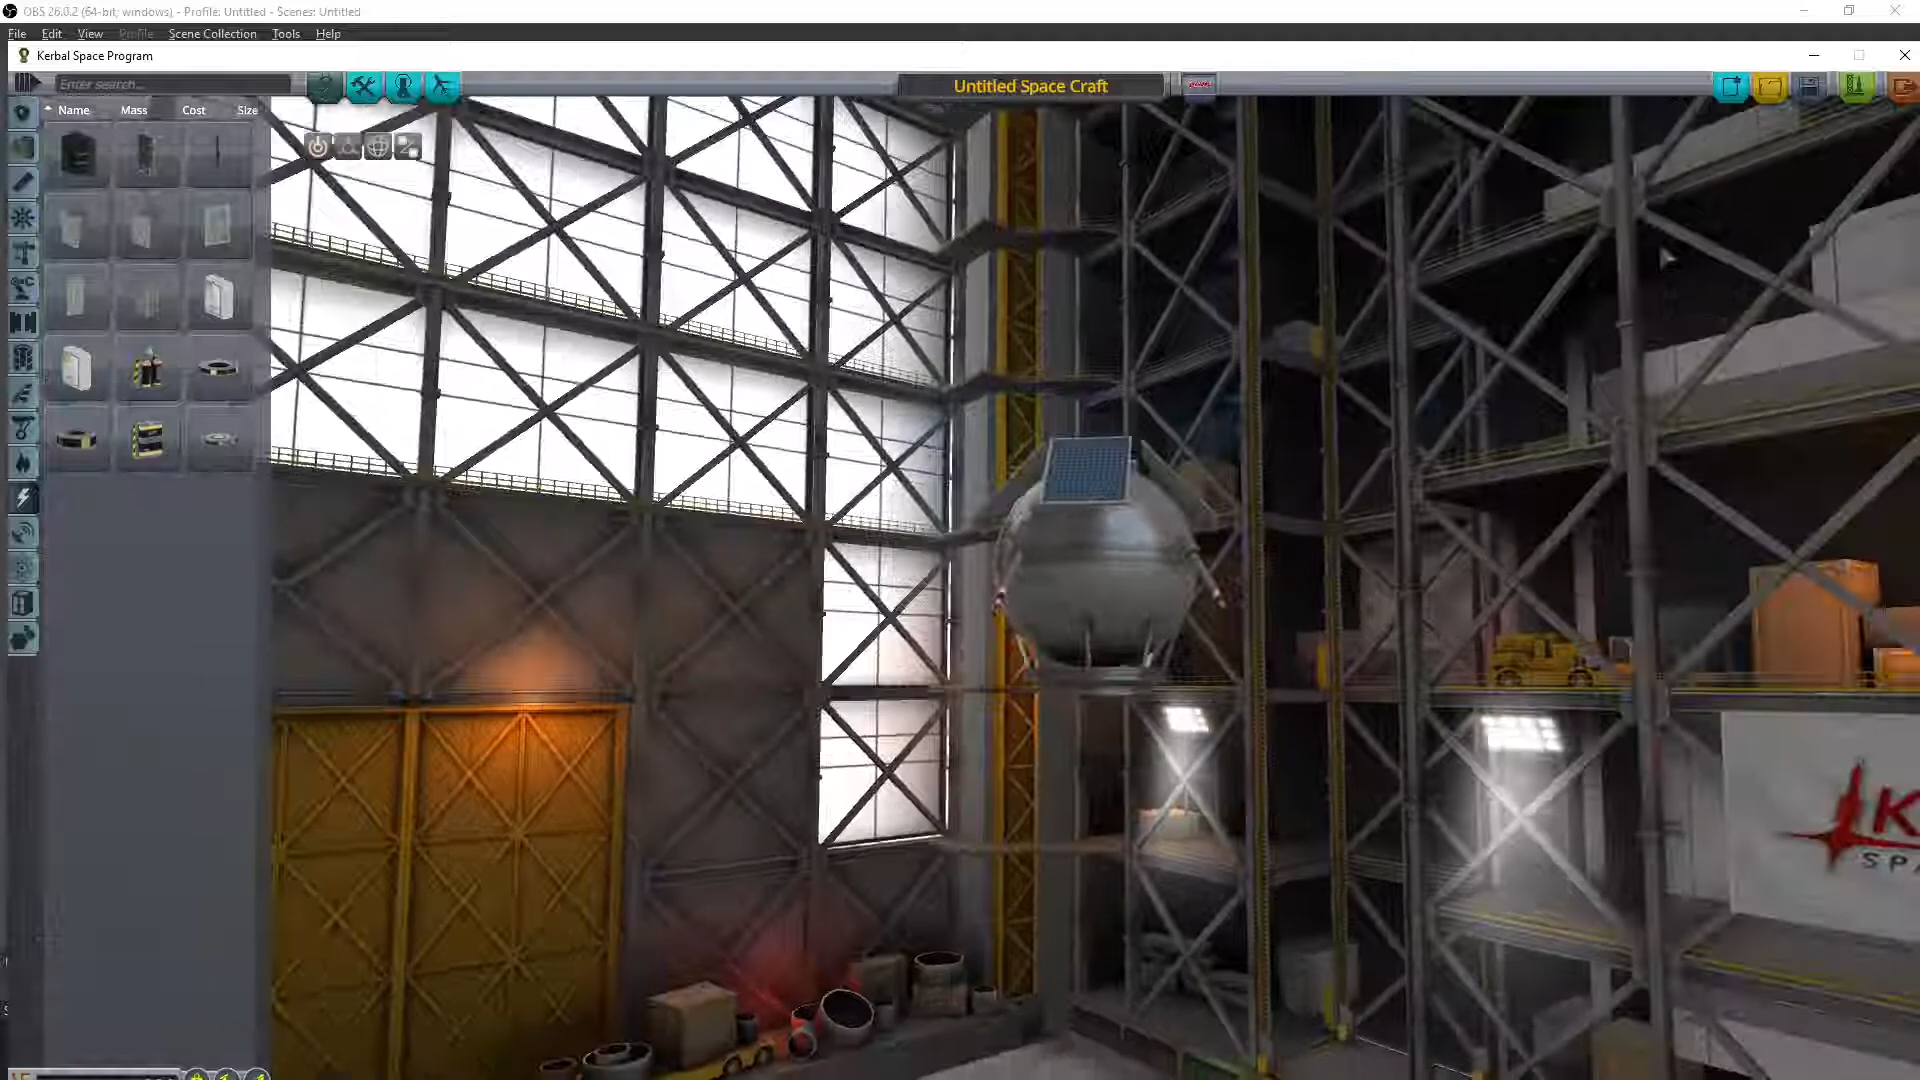 OBS 26.0.2 (64-bit, windows) - Profile: Untitled - Scenes: Untitled
File Edit View Profile Scene Collection Tools Help
Kerbal Space Program
Enter search...
Untitled Space Craft
Name Mass Cost Size
K
SPA